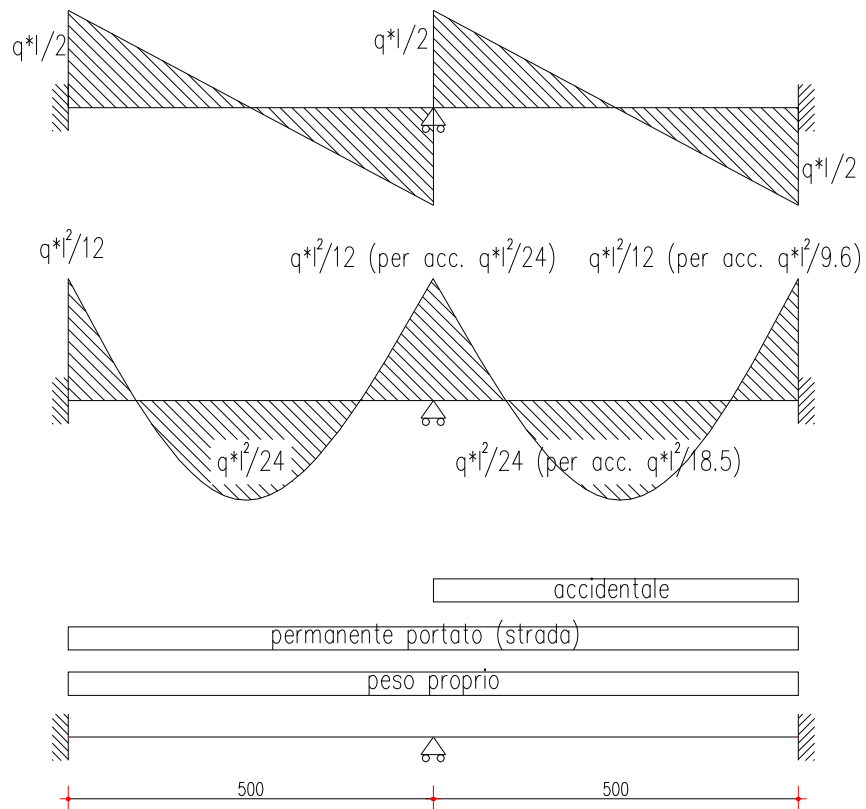 q*l/2
q*l/2
q*l/2
q*l²/12
q*l²/12 (per acc. q*l²/24)
q*l²/12 (per acc. q*l²/9.6)
q*l²/24
q*l²/24 (per acc. q*l²/18.5)
accidentale
permanente portato (strada)
peso proprio
500
500